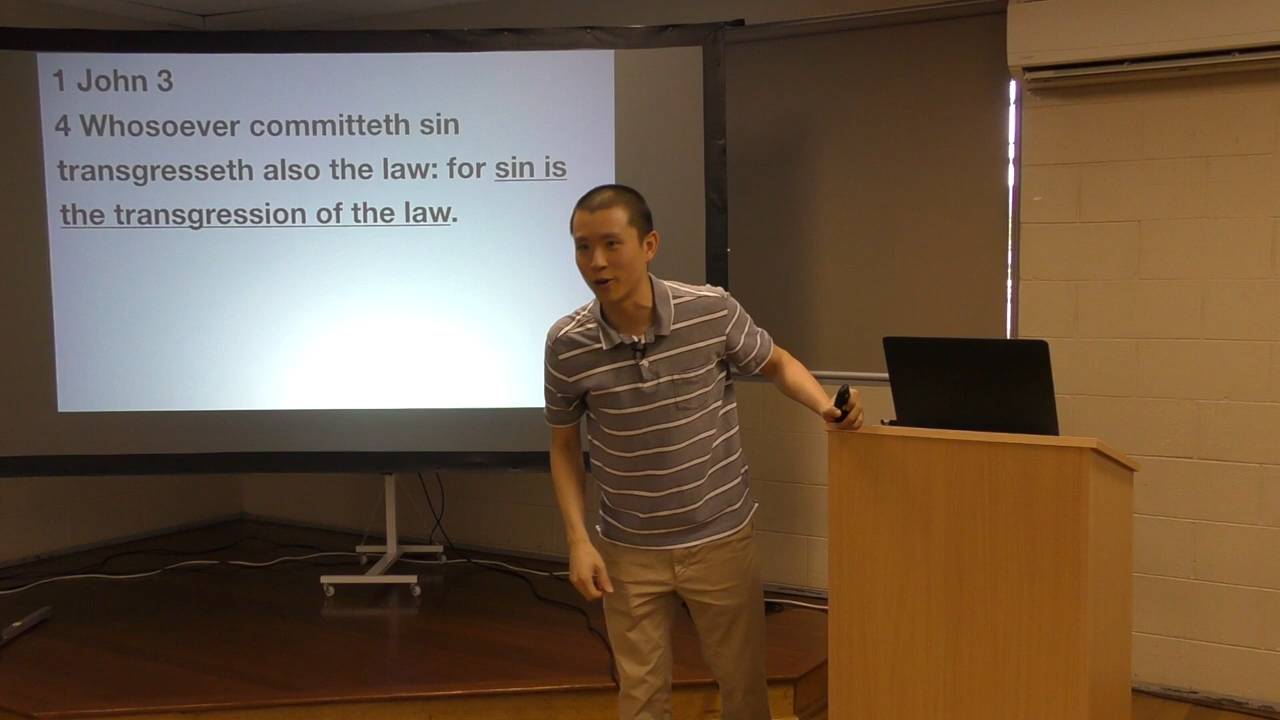 1 John 3
4 Whosoever committeth sin
transgresseth also the law: for sin is
the transgression of the law.